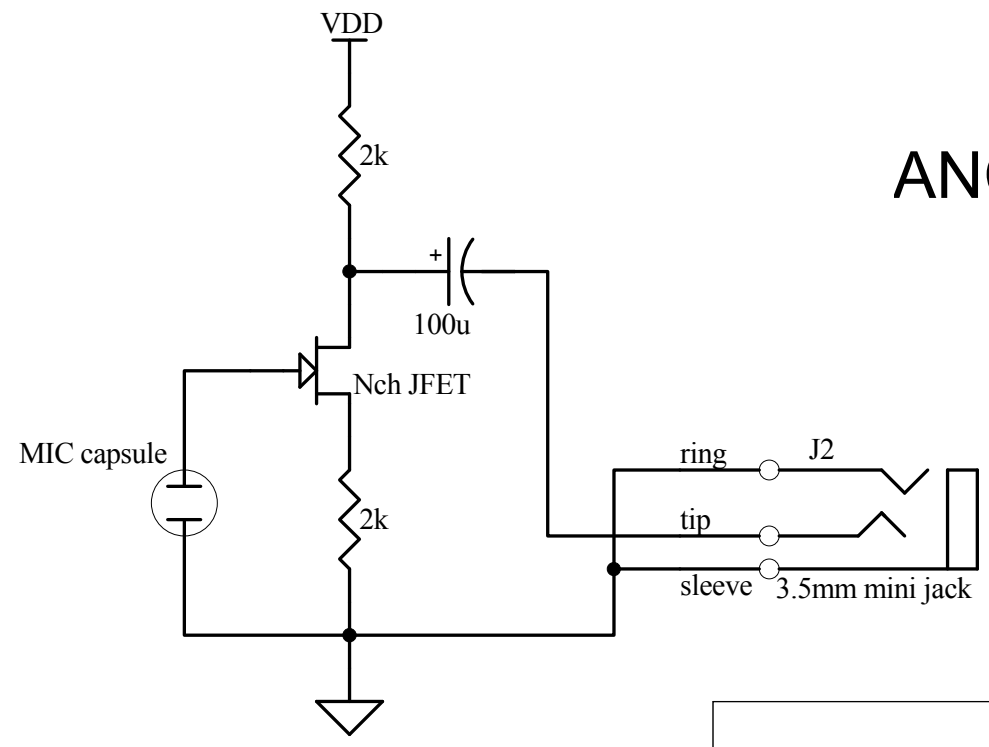 VDD
2k
+
100u
Nch JFET
MIC capsule
2k
ring
J2
tip
sleeve
3.5mm mini jack